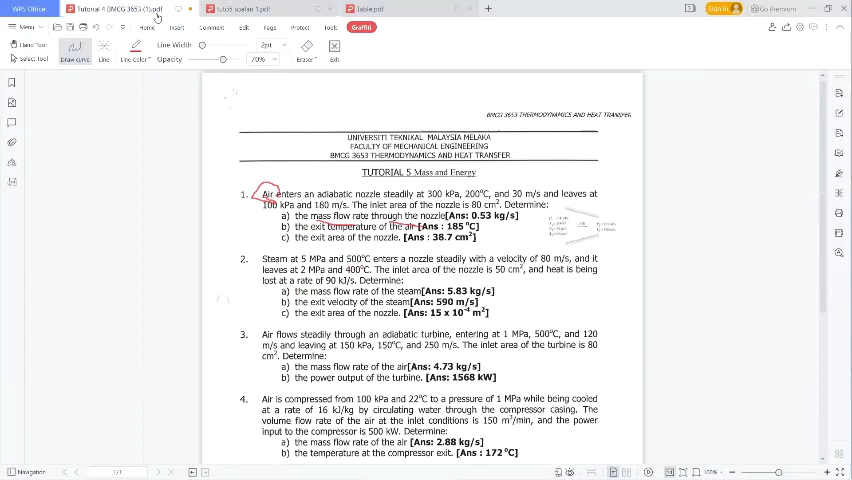 WPS Office
Tutorial 4 BMCG 3653 (1).pdf
tuto5 soalan 1.pdf
Table.pdf
Sign in
Go Premium
Menu
Home
Insert
Comment
Edit
Page
Protect
Tools
Graffiti
Hand Tool
Select Tool
Draw curve
Line
Line Color
Line Width
2pt
Opacity
70%
Eraser
Exit
BMCG 3653 THERMODYNAMICS AND HEAT TRANSFER
UNIVERSITI TEKNIKAL MALAYSIA MELAKA
FACULTY OF MECHANICAL ENGINEERING
BMCG 3653 THERMODYNAMICS AND HEAT TRANSFER
TUTORIAL 5 Mass and Energy
1. Air enters an adiabatic nozzle steadily at 300 kPa, 200°C, and 30 m/s and leaves at
100 kPa and 180 m/s. The inlet area of the nozzle is 80 cm². Determine:
a) the mass flow rate through the nozzle[Ans: 0.53 kg/s]
b) the exit temperature of the air [Ans : 185 °C]
c) the exit area of the nozzle. [Ans: 38.7 cm²]
2. Steam at 5 MPa and 500°C enters a nozzle steadily with a velocity of 80 m/s, and it
leaves at 2 MPa and 400°C. The inlet area of the nozzle is 50 cm², and heat is being
lost at a rate of 90 kJ/s. Determine:
a) the mass flow rate of the steam[Ans: 5.83 kg/s]
b) the exit velocity of the steam[Ans: 590 m/s]
c) the exit area of the nozzle. [Ans: 15 x 10⁻⁴ m²]
3. Air flows steadily through an adiabatic turbine, entering at 1 MPa, 500°C, and 120
m/s and leaving at 150 kPa, 150°C, and 250 m/s. The inlet area of the turbine is 80
cm². Determine:
a) the mass flow rate of the air[Ans: 4.73 kg/s]
b) the power output of the turbine. [Ans: 1568 kW]
4. Air is compressed from 100 kPa and 22°C to a pressure of 1 MPa while being cooled
at a rate of 16 kJ/kg by circulating water through the compressor casing. The
volume flow rate of the air at the inlet conditions is 150 m³/min, and the power
input to the compressor is 500 kW. Determine:
a) the mass flow rate of the air [Ans: 2.88 kg/s]
b) the temperature at the compressor exit. [Ans : 172 °C]
Navigation
1/1
100%